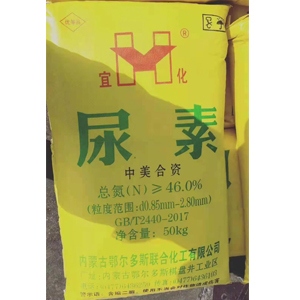 宜 化 ®
尿素
中美合资
总氮(N)≥46.0%
(粒度范围:d0.85mm-2.80mm)
GB/T2440-2017
净含量:50kg
内蒙古鄂尔多斯联合化工有限公司